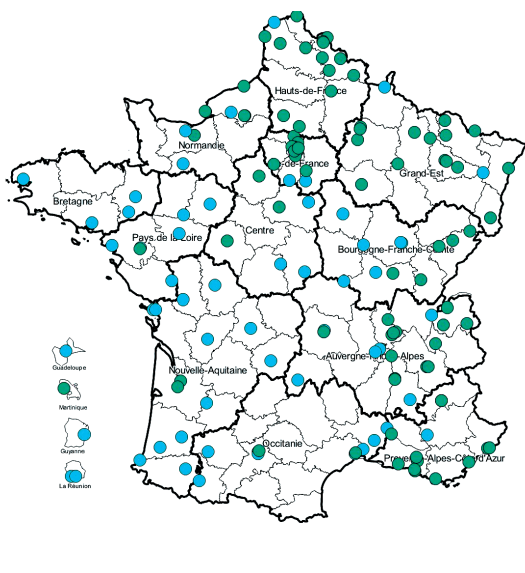 Hauts-de-France
Normandie
-de-France
Grand-Est
Bretagne
Pays de la Loire
Centre
Bourgogne-Franche-Comté
Auvergne-Rhône-Alpes
Nouvelle-Aquitaine
Occitanie
Provence-Alpes-Côte d'Azur
Guadeloupe
Martinique
Guyanne
La Réunion